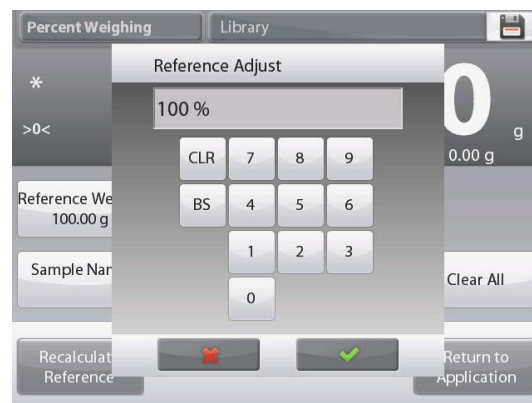 Percent Weighing
Library
Reference Adjust
*
100 %
0
>0<
g
0.00 g
CLR 7 8 9
Reference We
100.00 g
BS 4 5 6
1 2 3
Sample Nar
Clear All
0
Recalculat
Reference
Return to
Application